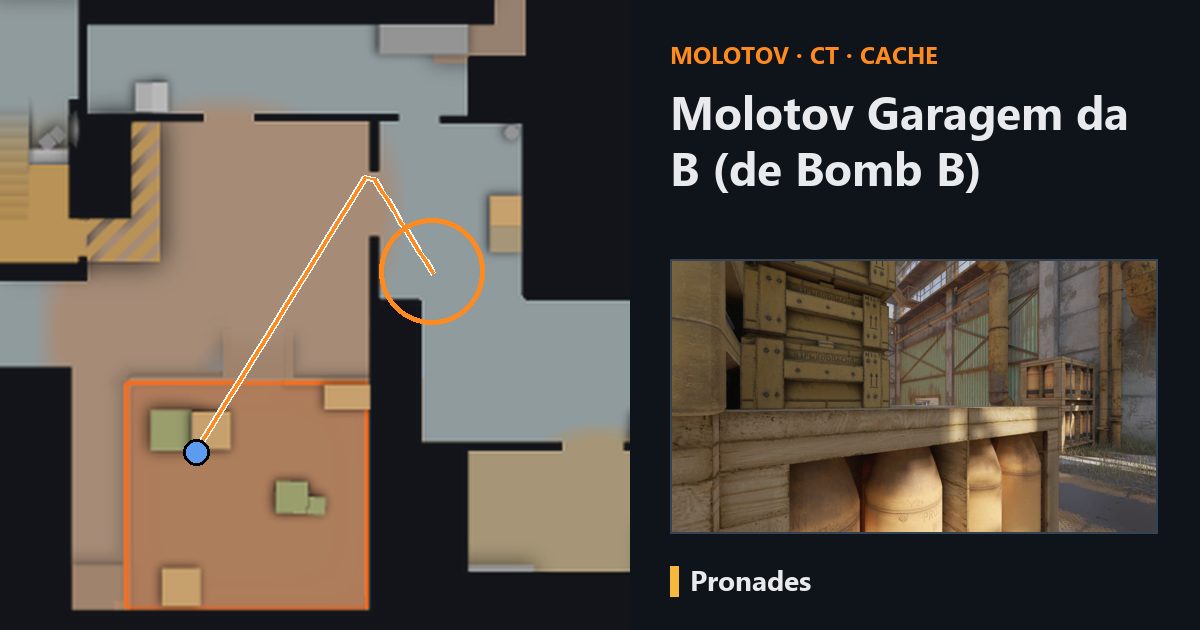 MOLOTOV · CT · CACHE
Molotov Garagem da
B (de Bomb B)
Pronades